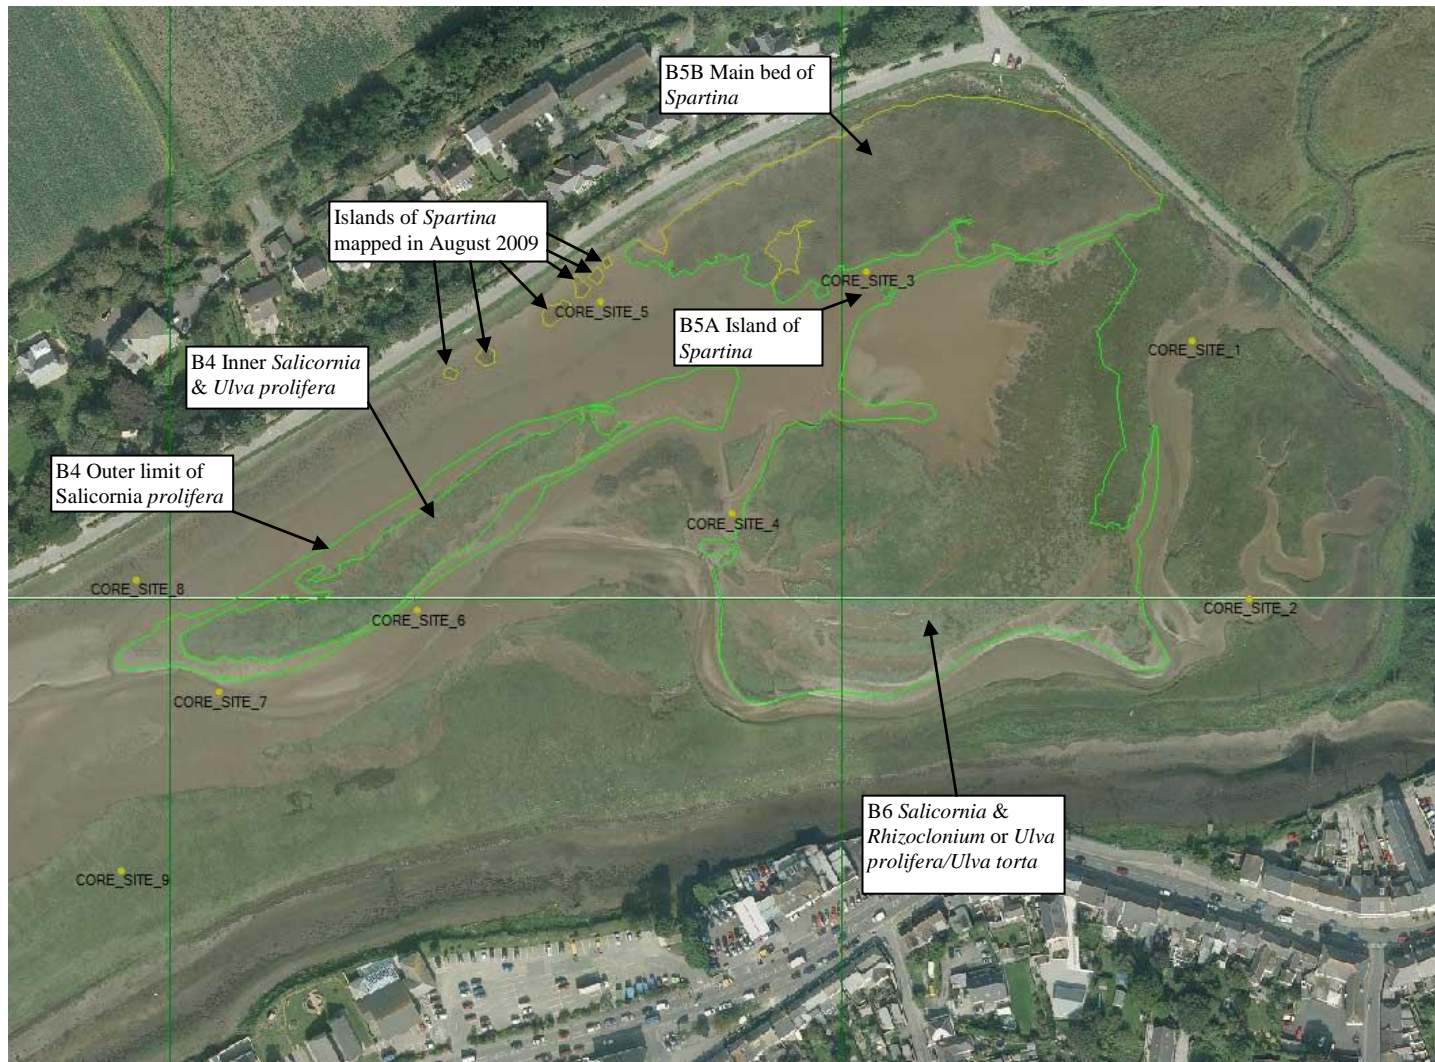 B5B Main bed of
Spartina
Islands of Spartina
mapped in August 2009
CORE_SITE_3
CORE_SITE_5
B5A Island of
Spartina
CORE_SITE_1
B4 Inner Salicornia
& Ulva prolifera
B4 Outer limit of
Salicornia prolifera
CORE_SITE_4
CORE_SITE_8
CORE_SITE_2
CORE_SITE_6
CORE_SITE_7
B6 Salicornia &
Rhizoclonium or Ulva
prolifera/Ulva torta
CORE_SITE_9